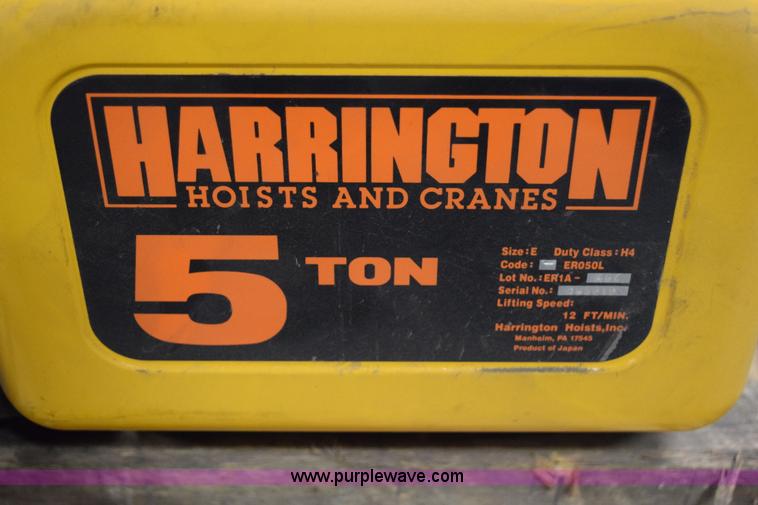 HARRINGTON
HOISTS AND CRANES
5 TON
Size: E Duty Class: H4
Code: - ER050L
Lot No.: ER1A-
Serial No.:
Lifting Speed:
12 FT/MIN.
Harrington Hoists, Inc.
Manheim, PA 17545
Product of Japan
www.purplewave.com